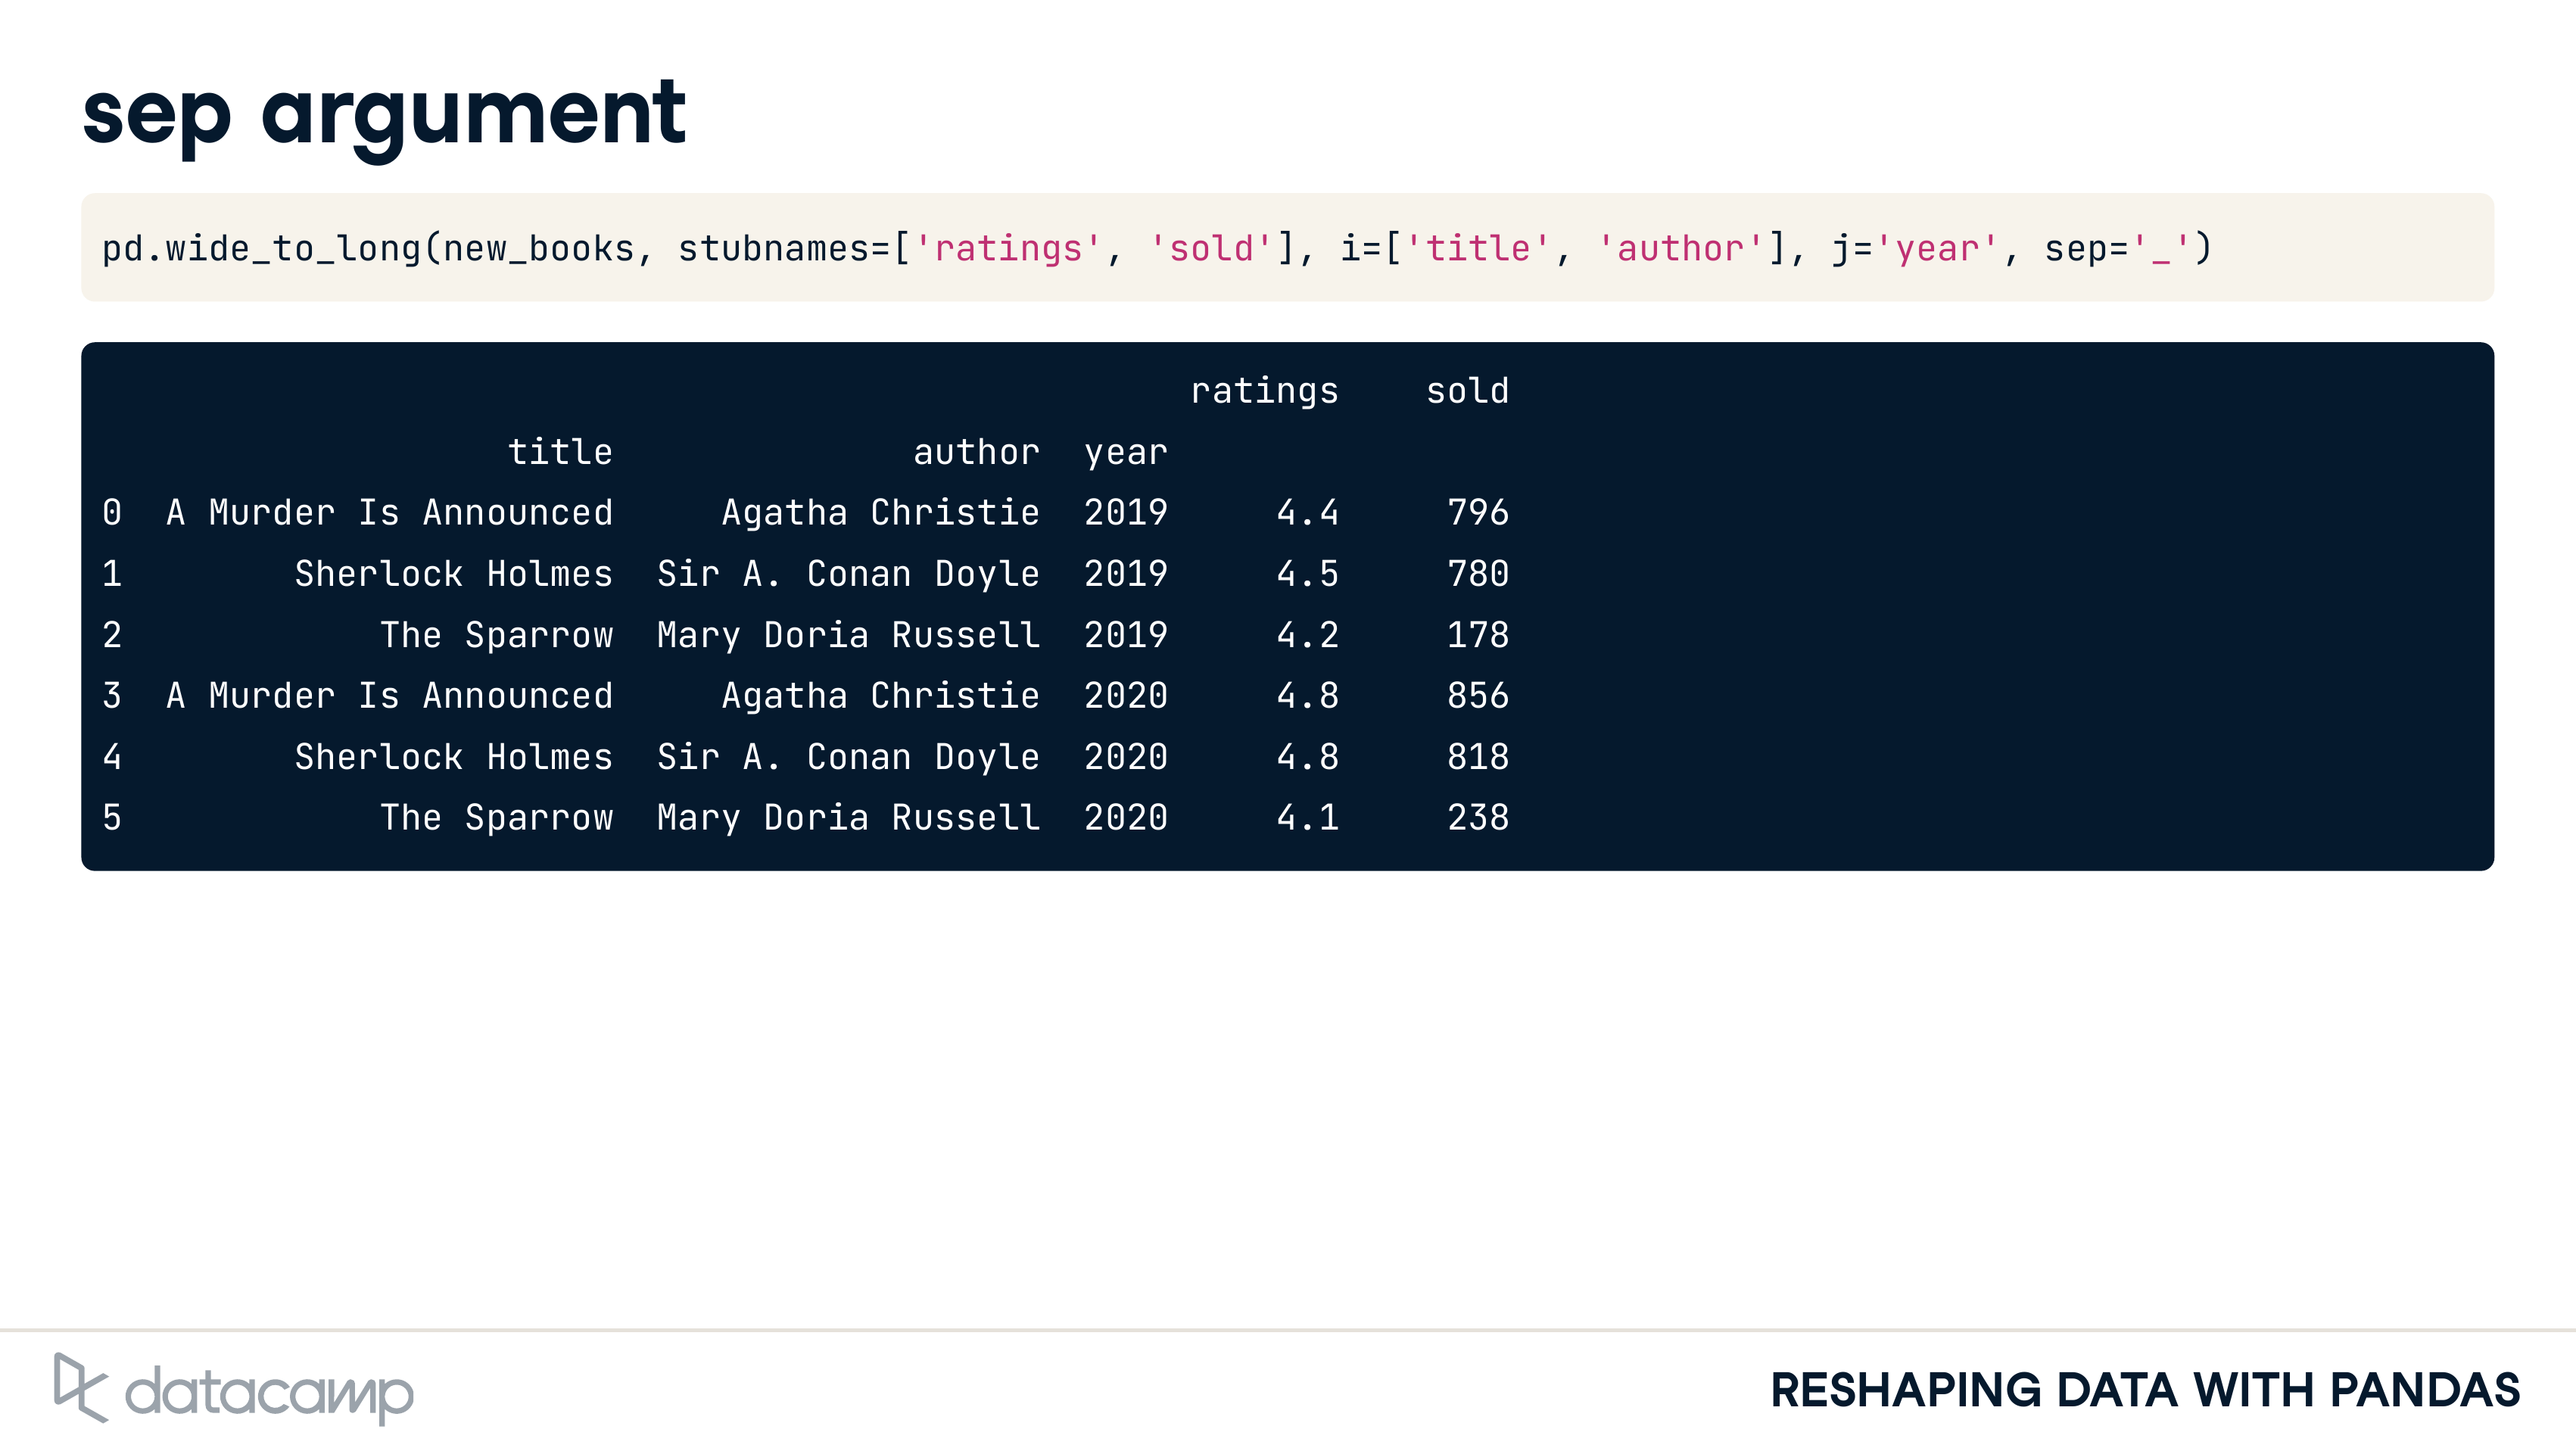 sep argument
pd.wide_to_long(new_books, stubnames=['ratings', 'sold'], i=['title', 'author'], j='year', sep='_')
ratings sold
title author year
0 A Murder Is Announced Agatha Christie 2019 4.4 796
1 Sherlock Holmes Sir A. Conan Doyle 2019 4.5 780
2 The Sparrow Mary Doria Russell 2019 4.2 178
3 A Murder Is Announced Agatha Christie 2020 4.8 856
4 Sherlock Holmes Sir A. Conan Doyle 2020 4.8 818
5 The Sparrow Mary Doria Russell 2020 4.1 238
datacamp
RESHAPING DATA WITH PANDAS